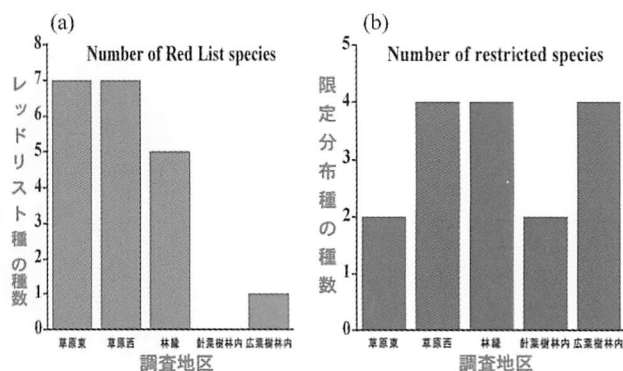 (a)
Number of Red List species
レッドリスト種の種数
8
7
6
5
4
3
2
1
0
草原東 草原西 林縁 針葉樹林内 広葉樹林内
調査地区
(b)
Number of restricted species
限定分布種の種数
5
4
3
2
1
0
草原東 草原西 林縁 針葉樹林内 広葉樹林内
調査地区